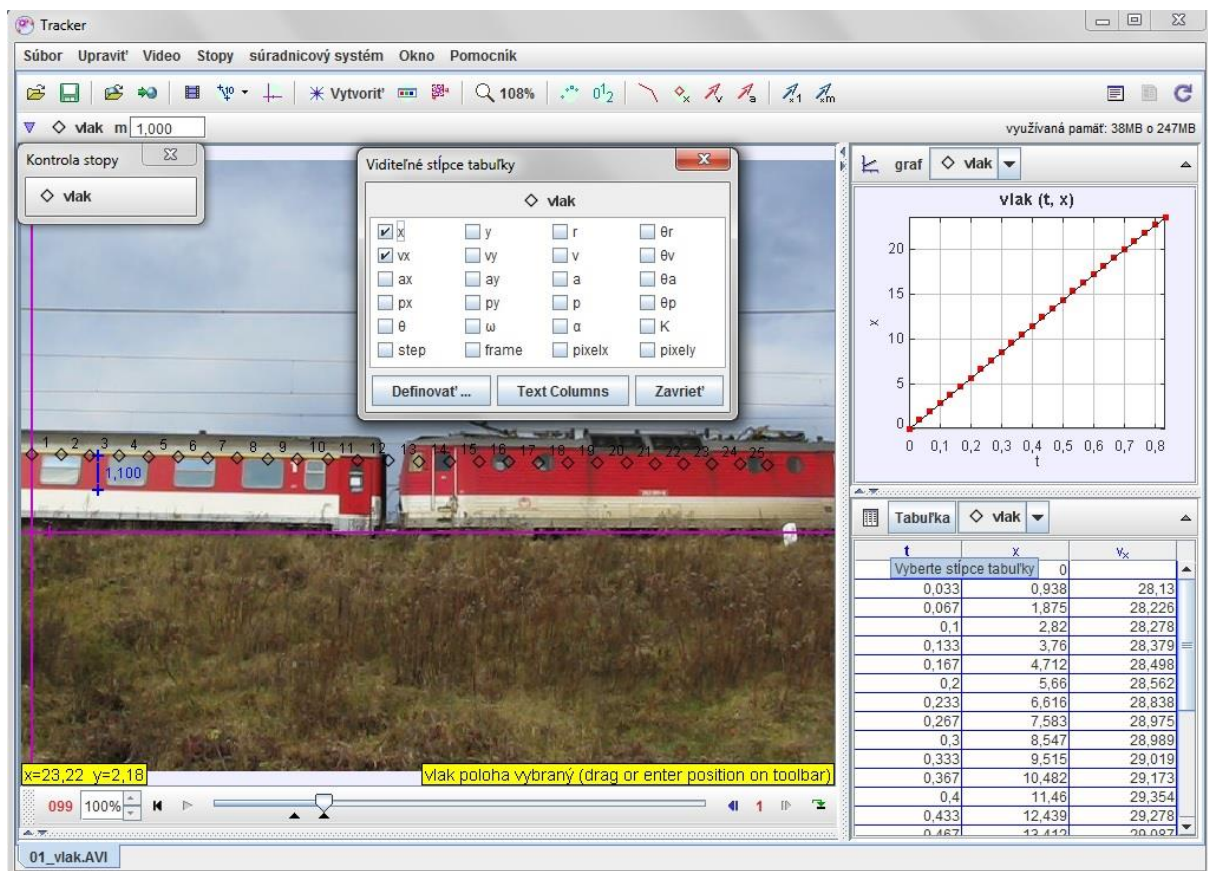 Tracker
Súbor Upraviť Video Stopy súradnicový systém Okno Pomocník
Vytvoriť 108%
vlak m 1,000 využívaná pamäť: 38MB o 247MB
Kontrola stopy
vlak
Viditeľné stĺpce tabuľky
vlak
x y r θr
vx vy v θv
ax ay a θa
px py p θp
θ ω α K
step frame pixelx pixely
Definovať ... Text Columns Zavrieť
1 2 3 4 5 6 7 8 9 10 11 12 13 14 15 16 17 18 19 20 21 22 23 24 25
1,100
x=23,22 y=2,18
vlak poloha vybraný (drag or enter position on toolbar)
099 100% 1
01_vlak.AVI
graf vlak
vlak (t, x)
20
15
x
10
5
0
0 0,1 0,2 0,3 0,4 0,5 0,6 0,7 0,8
t
Tabuľka vlak
t x vx
Vyberte stĺpce tabuľky 0
0,033 0,938 28,13
0,067 1,875 28,226
0,1 2,82 28,278
0,133 3,76 28,379
0,167 4,712 28,498
0,2 5,66 28,562
0,233 6,616 28,838
0,267 7,583 28,975
0,3 8,547 28,989
0,333 9,515 29,019
0,367 10,482 29,173
0,4 11,46 29,354
0,433 12,439 29,278
0,467 13,412 29,087